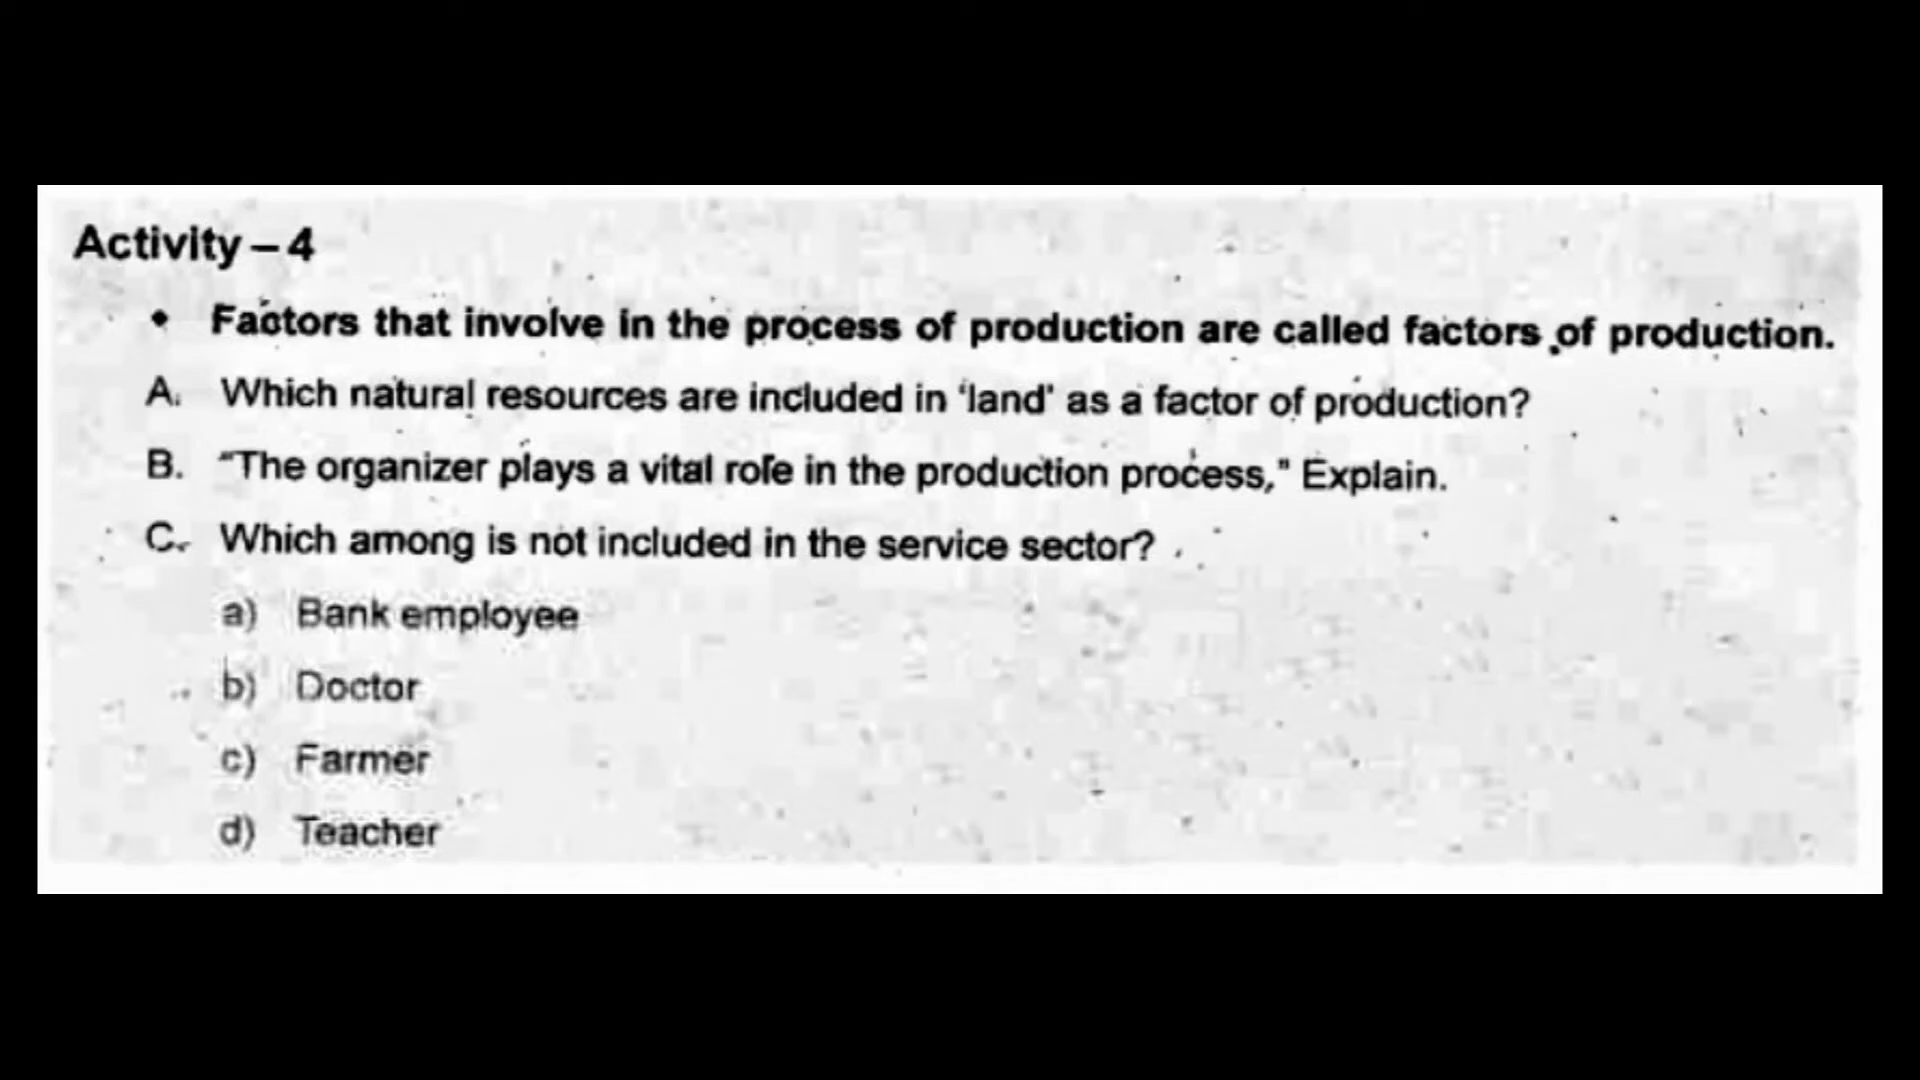 Activity – 4
• Factors that involve in the process of production are called factors of production.
A. Which natural resources are included in 'land' as a factor of production?
B. "The organizer plays a vital role in the production process," Explain.
C. Which among is not included in the service sector?
a) Bank employee
b) Doctor
c) Farmer
d) Teacher